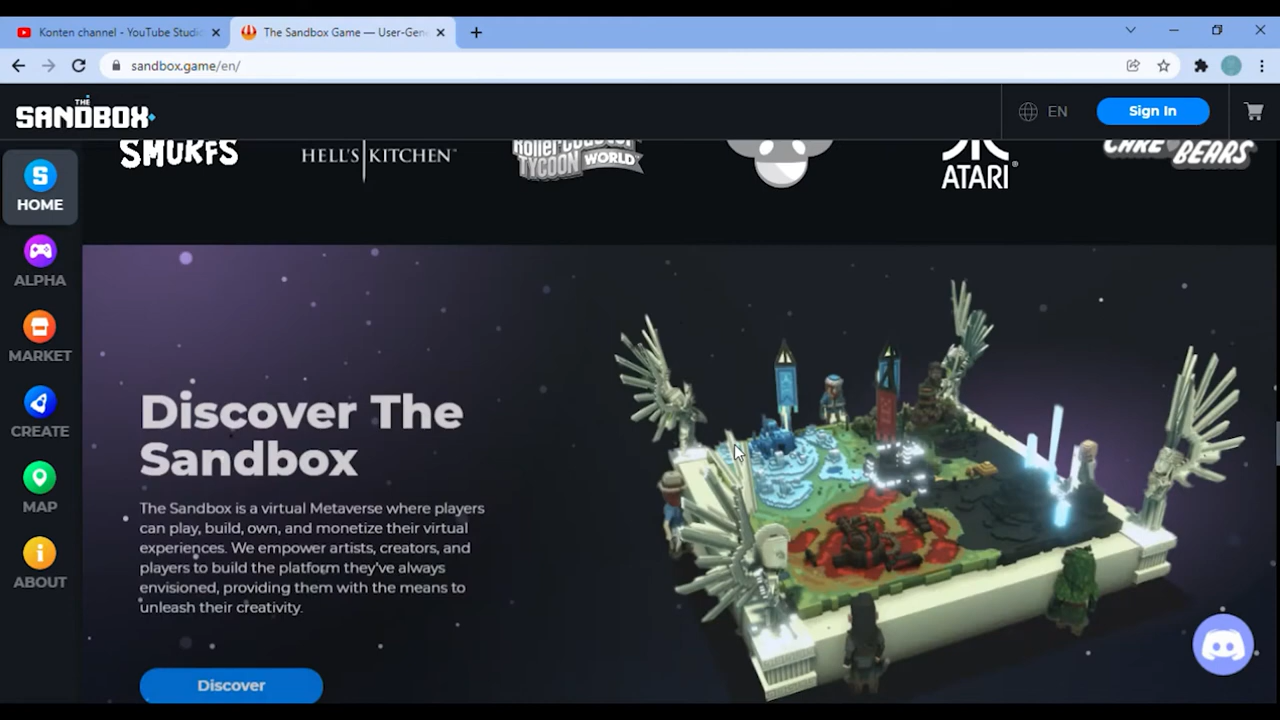 Konten channel - YouTube Studio
The Sandbox Game — User-Gene
sandbox.game/en/
THE
SANDBOX
EN
Sign In
SMURFS
HELL'S KITCHEN
RollerCoaster
TYCOON WORLD
ATARI®
CARE BEARS
HOME
ALPHA
MARKET
CREATE
MAP
ABOUT
Discover The
Sandbox
The Sandbox is a virtual Metaverse where players
can play, build, own, and monetize their virtual
experiences. We empower artists, creators, and
players to build the platform they've always
envisioned, providing them with the means to
unleash their creativity.
Discover